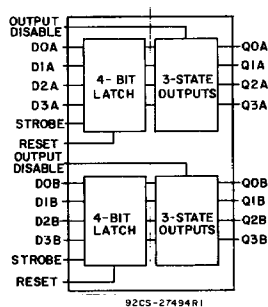 OUTPUT
DISABLE
D0A
D1A
D2A
D3A
STROBE
RESET
4-BIT
LATCH
3-STATE
OUTPUTS
Q0A
Q1A
Q2A
Q3A
OUTPUT
DISABLE
D0B
D1B
D2B
D3B
STROBE
RESET
4-BIT
LATCH
3-STATE
OUTPUTS
Q0B
Q1B
Q2B
Q3B
92CS-27494R1